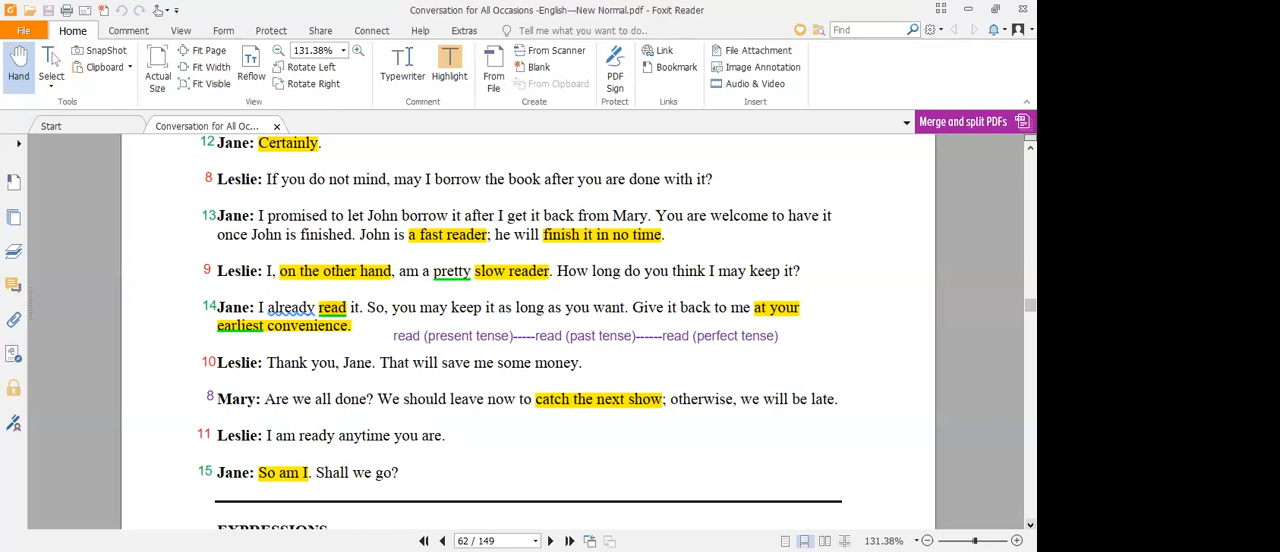 Conversation for All Occasions -English---New Normal.pdf - Foxit Reader
File Home Comment View Form Protect Share Connect Help Extras Tell me what you want to do.. Find
Hand Select SnapShot Clipboard Actual Size Fit Page Fit Width Fit Visible Reflow 131.38% Rotate Left Rotate Right Typewriter Highlight From File From Scanner Blank From Clipboard PDF Sign Link Bookmark File Attachment Image Annotation Audio & Video
Tools View Comment Create Protect Links Insert
Start Conversation for All Oc... Merge and split PDFs
12 Jane: Certainly.
8 Leslie: If you do not mind, may I borrow the book after you are done with it?
13 Jane: I promised to let John borrow it after I get it back from Mary. You are welcome to have it
once John is finished. John is a fast reader; he will finish it in no time.
9 Leslie: I, on the other hand, am a pretty slow reader. How long do you think I may keep it?
14 Jane: I already read it. So, you may keep it as long as you want. Give it back to me at your
earliest convenience.
read (present tense)-----read (past tense)------read (perfect tense)
10 Leslie: Thank you, Jane. That will save me some money.
8 Mary: Are we all done? We should leave now to catch the next show; otherwise, we will be late.
11 Leslie: I am ready anytime you are.
15 Jane: So am I. Shall we go?
EXPRESSIONS
62 / 149 131.38%